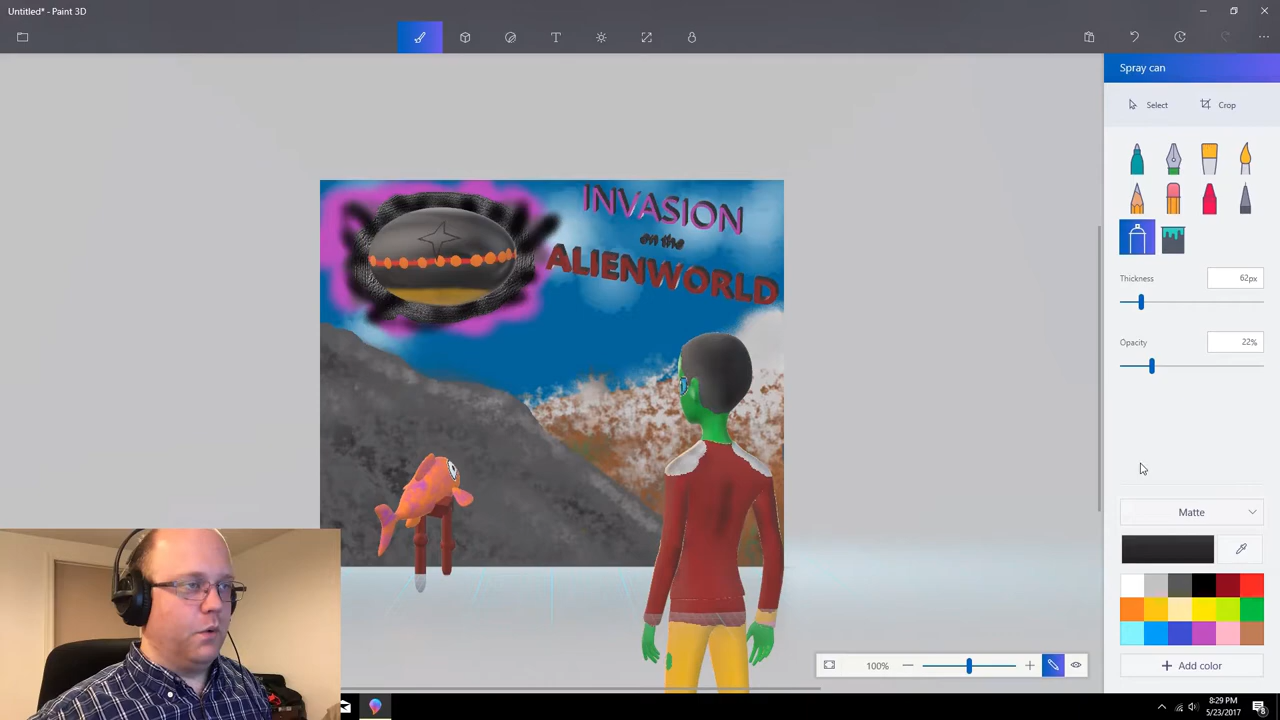 Untitled* - Paint 3D
Spray can
Select
Crop
INVASION
on the
ALIENWORLD
Thickness
62px
Opacity
22%
Matte
Add color
100%
8:29 PM
5/23/2017
8